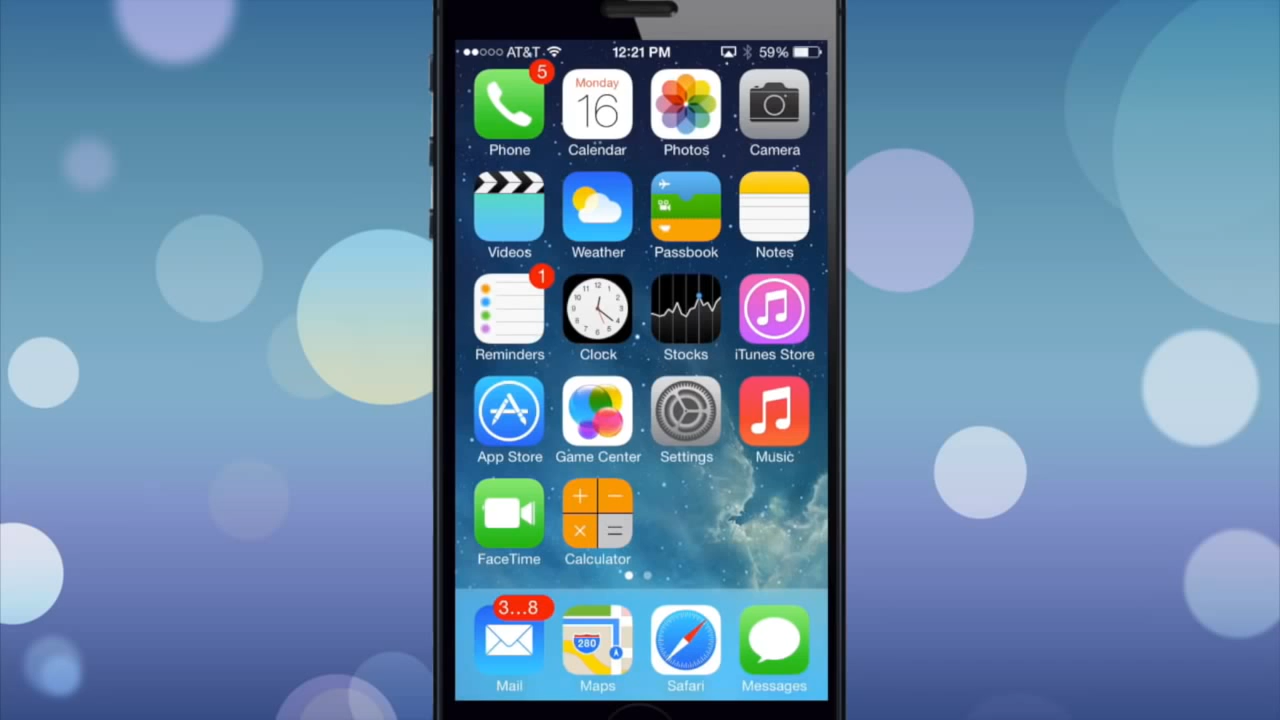 AT&T 12:21 PM 59%
5
Monday
16
Phone Calendar Photos Camera
Videos Weather Passbook Notes
1
12
Reminders Clock Stocks iTunes Store
App Store Game Center Settings Music
+ −
× =
FaceTime Calculator
3...8
280
Mail Maps Safari Messages